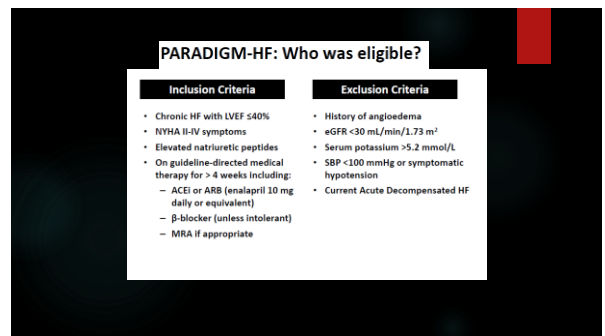 PARADIGM-HF: Who was eligible?
Inclusion Criteria
• Chronic HF with LVEF ≤40%
• NYHA II-IV symptoms
• Elevated natriuretic peptides
• On guideline-directed medical
therapy for > 4 weeks including:
– ACEi or ARB (enalapril 10 mg
daily or equivalent)
– β-blocker (unless intolerant)
– MRA if appropriate
Exclusion Criteria
• History of angioedema
• eGFR <30 mL/min/1.73 m²
• Serum potassium >5.2 mmol/L
• SBP <100 mmHg or symptomatic
hypotension
• Current Acute Decompensated HF